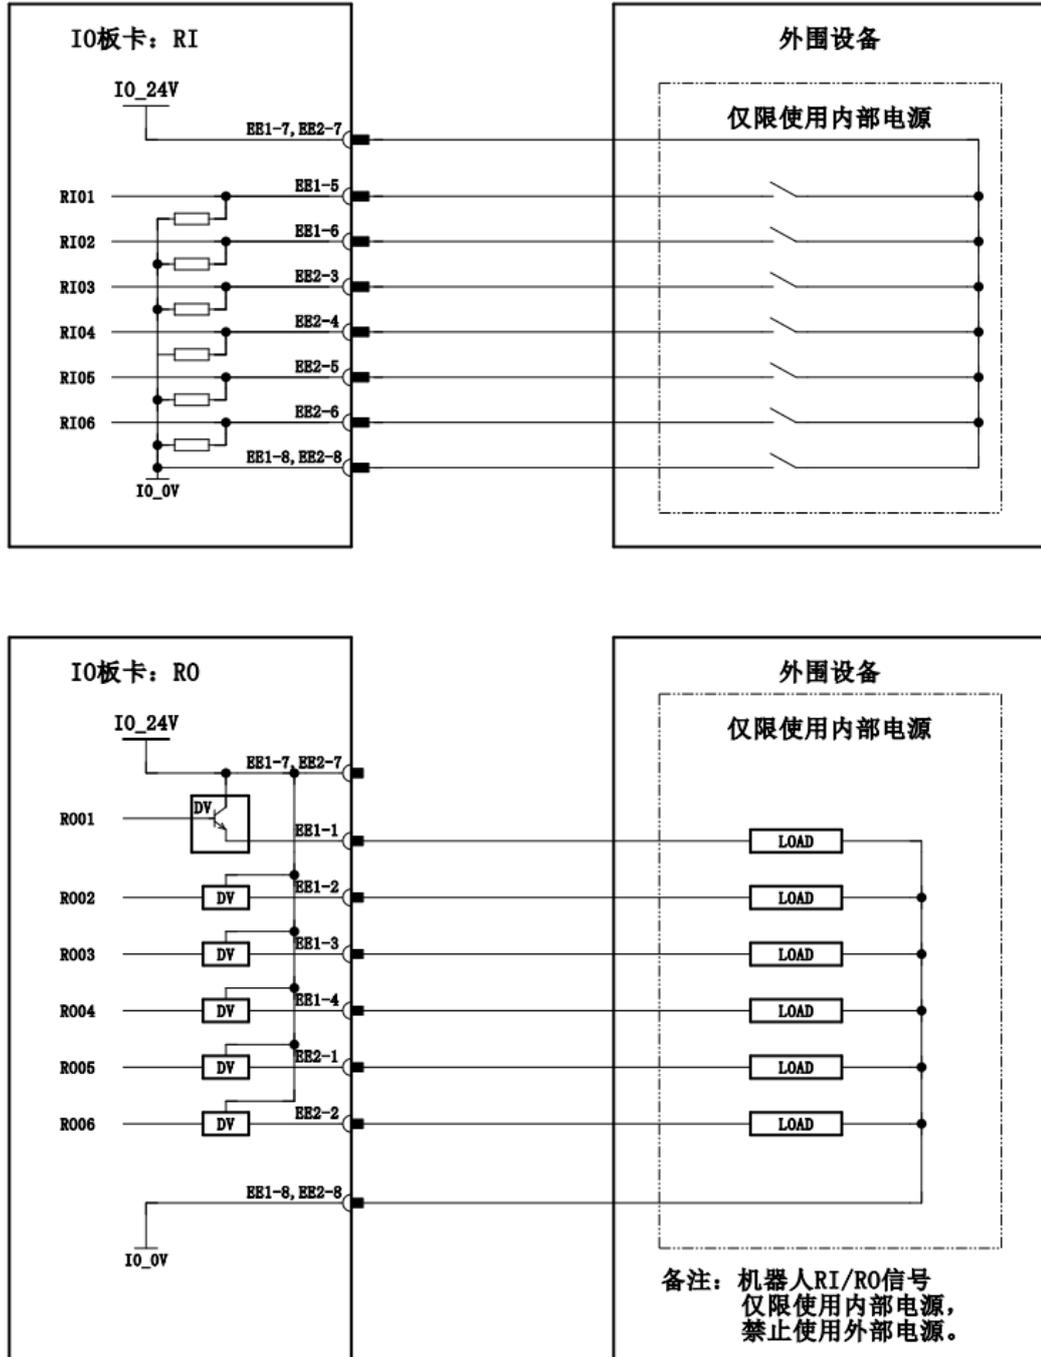 IO板卡：RI
外围设备
IO_24V
仅限使用内部电源
EE1-7,EE2-7
RI01
EE1-5
RI02
EE1-6
RI03
EE2-3
RI04
EE2-4
RI05
EE2-5
RI06
EE2-6
EE1-8,EE2-8
IO_0V
IO板卡：RO
外围设备
IO_24V
仅限使用内部电源
EE1-7,EE2-7
DV
RO01
EE1-1
LOAD
RO02
DV
EE1-2
LOAD
RO03
DV
EE1-3
LOAD
RO04
DV
EE1-4
LOAD
RO05
DV
EE2-1
LOAD
RO06
DV
EE2-2
LOAD
EE1-8,EE2-8
IO_0V
备注：机器人RI/RO信号
仅限使用内部电源，
禁止使用外部电源。